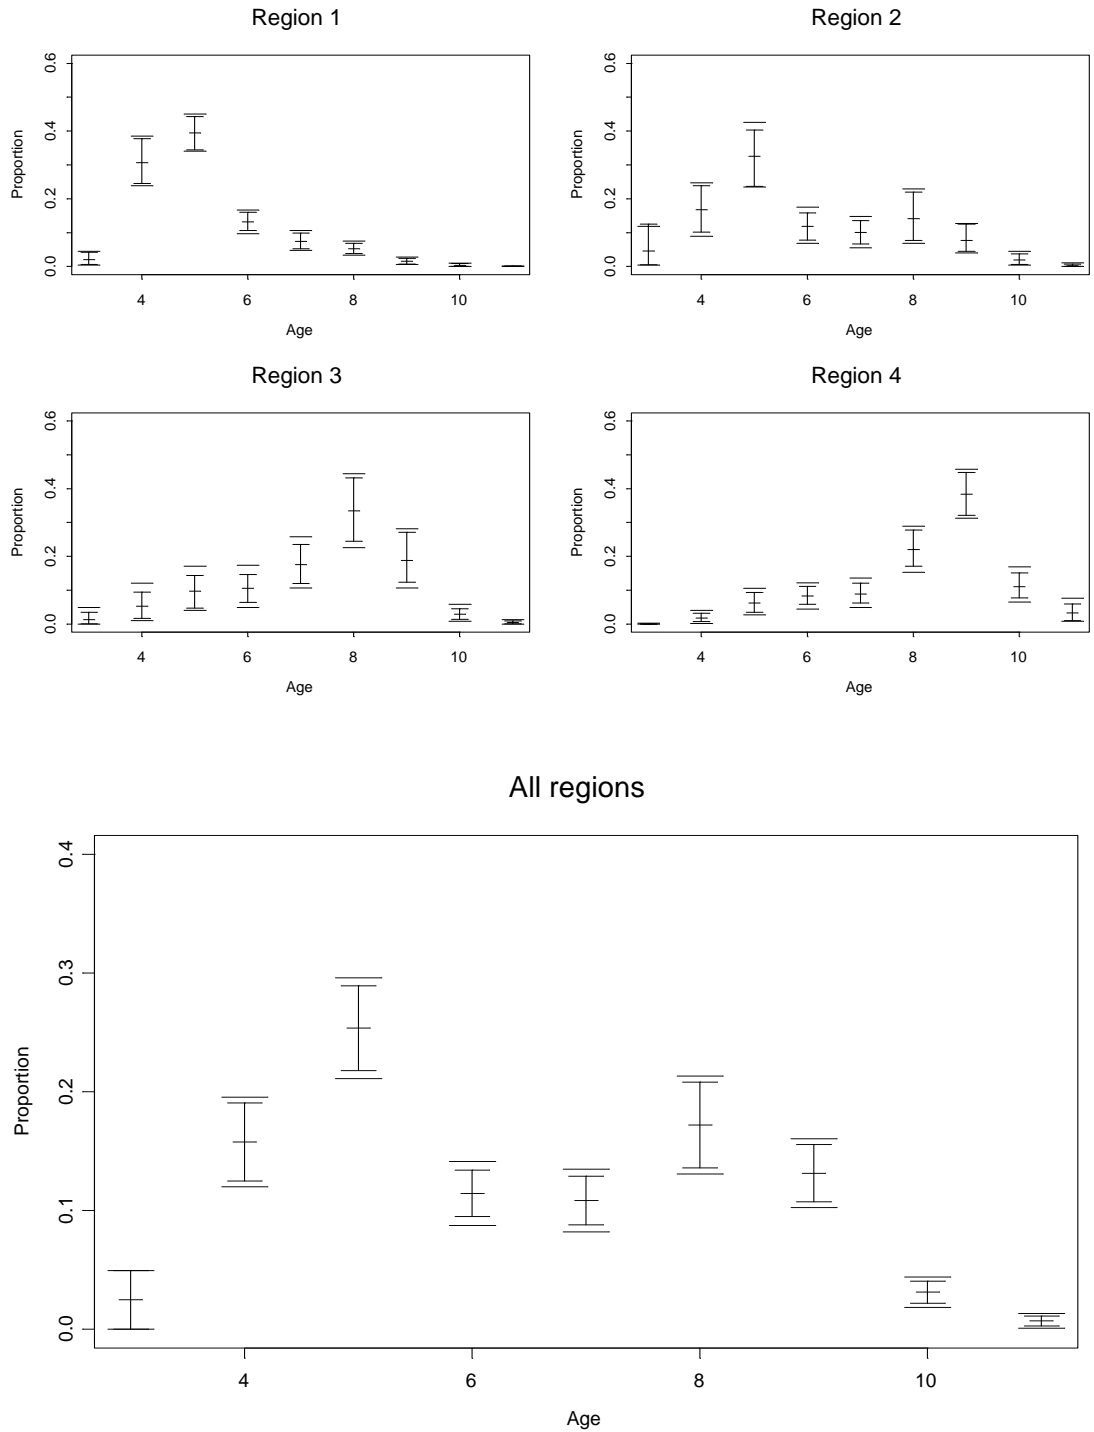 Region 1
Proportion
0.0 0.2 0.4 0.6
4 6 8 10
Age
Region 2
Proportion
0.0 0.2 0.4 0.6
4 6 8 10
Age
Region 3
Proportion
0.0 0.2 0.4 0.6
4 6 8 10
Age
Region 4
Proportion
0.0 0.2 0.4 0.6
4 6 8 10
Age
All regions
Proportion
0.0 0.1 0.2 0.3 0.4
4 6 8 10
Age